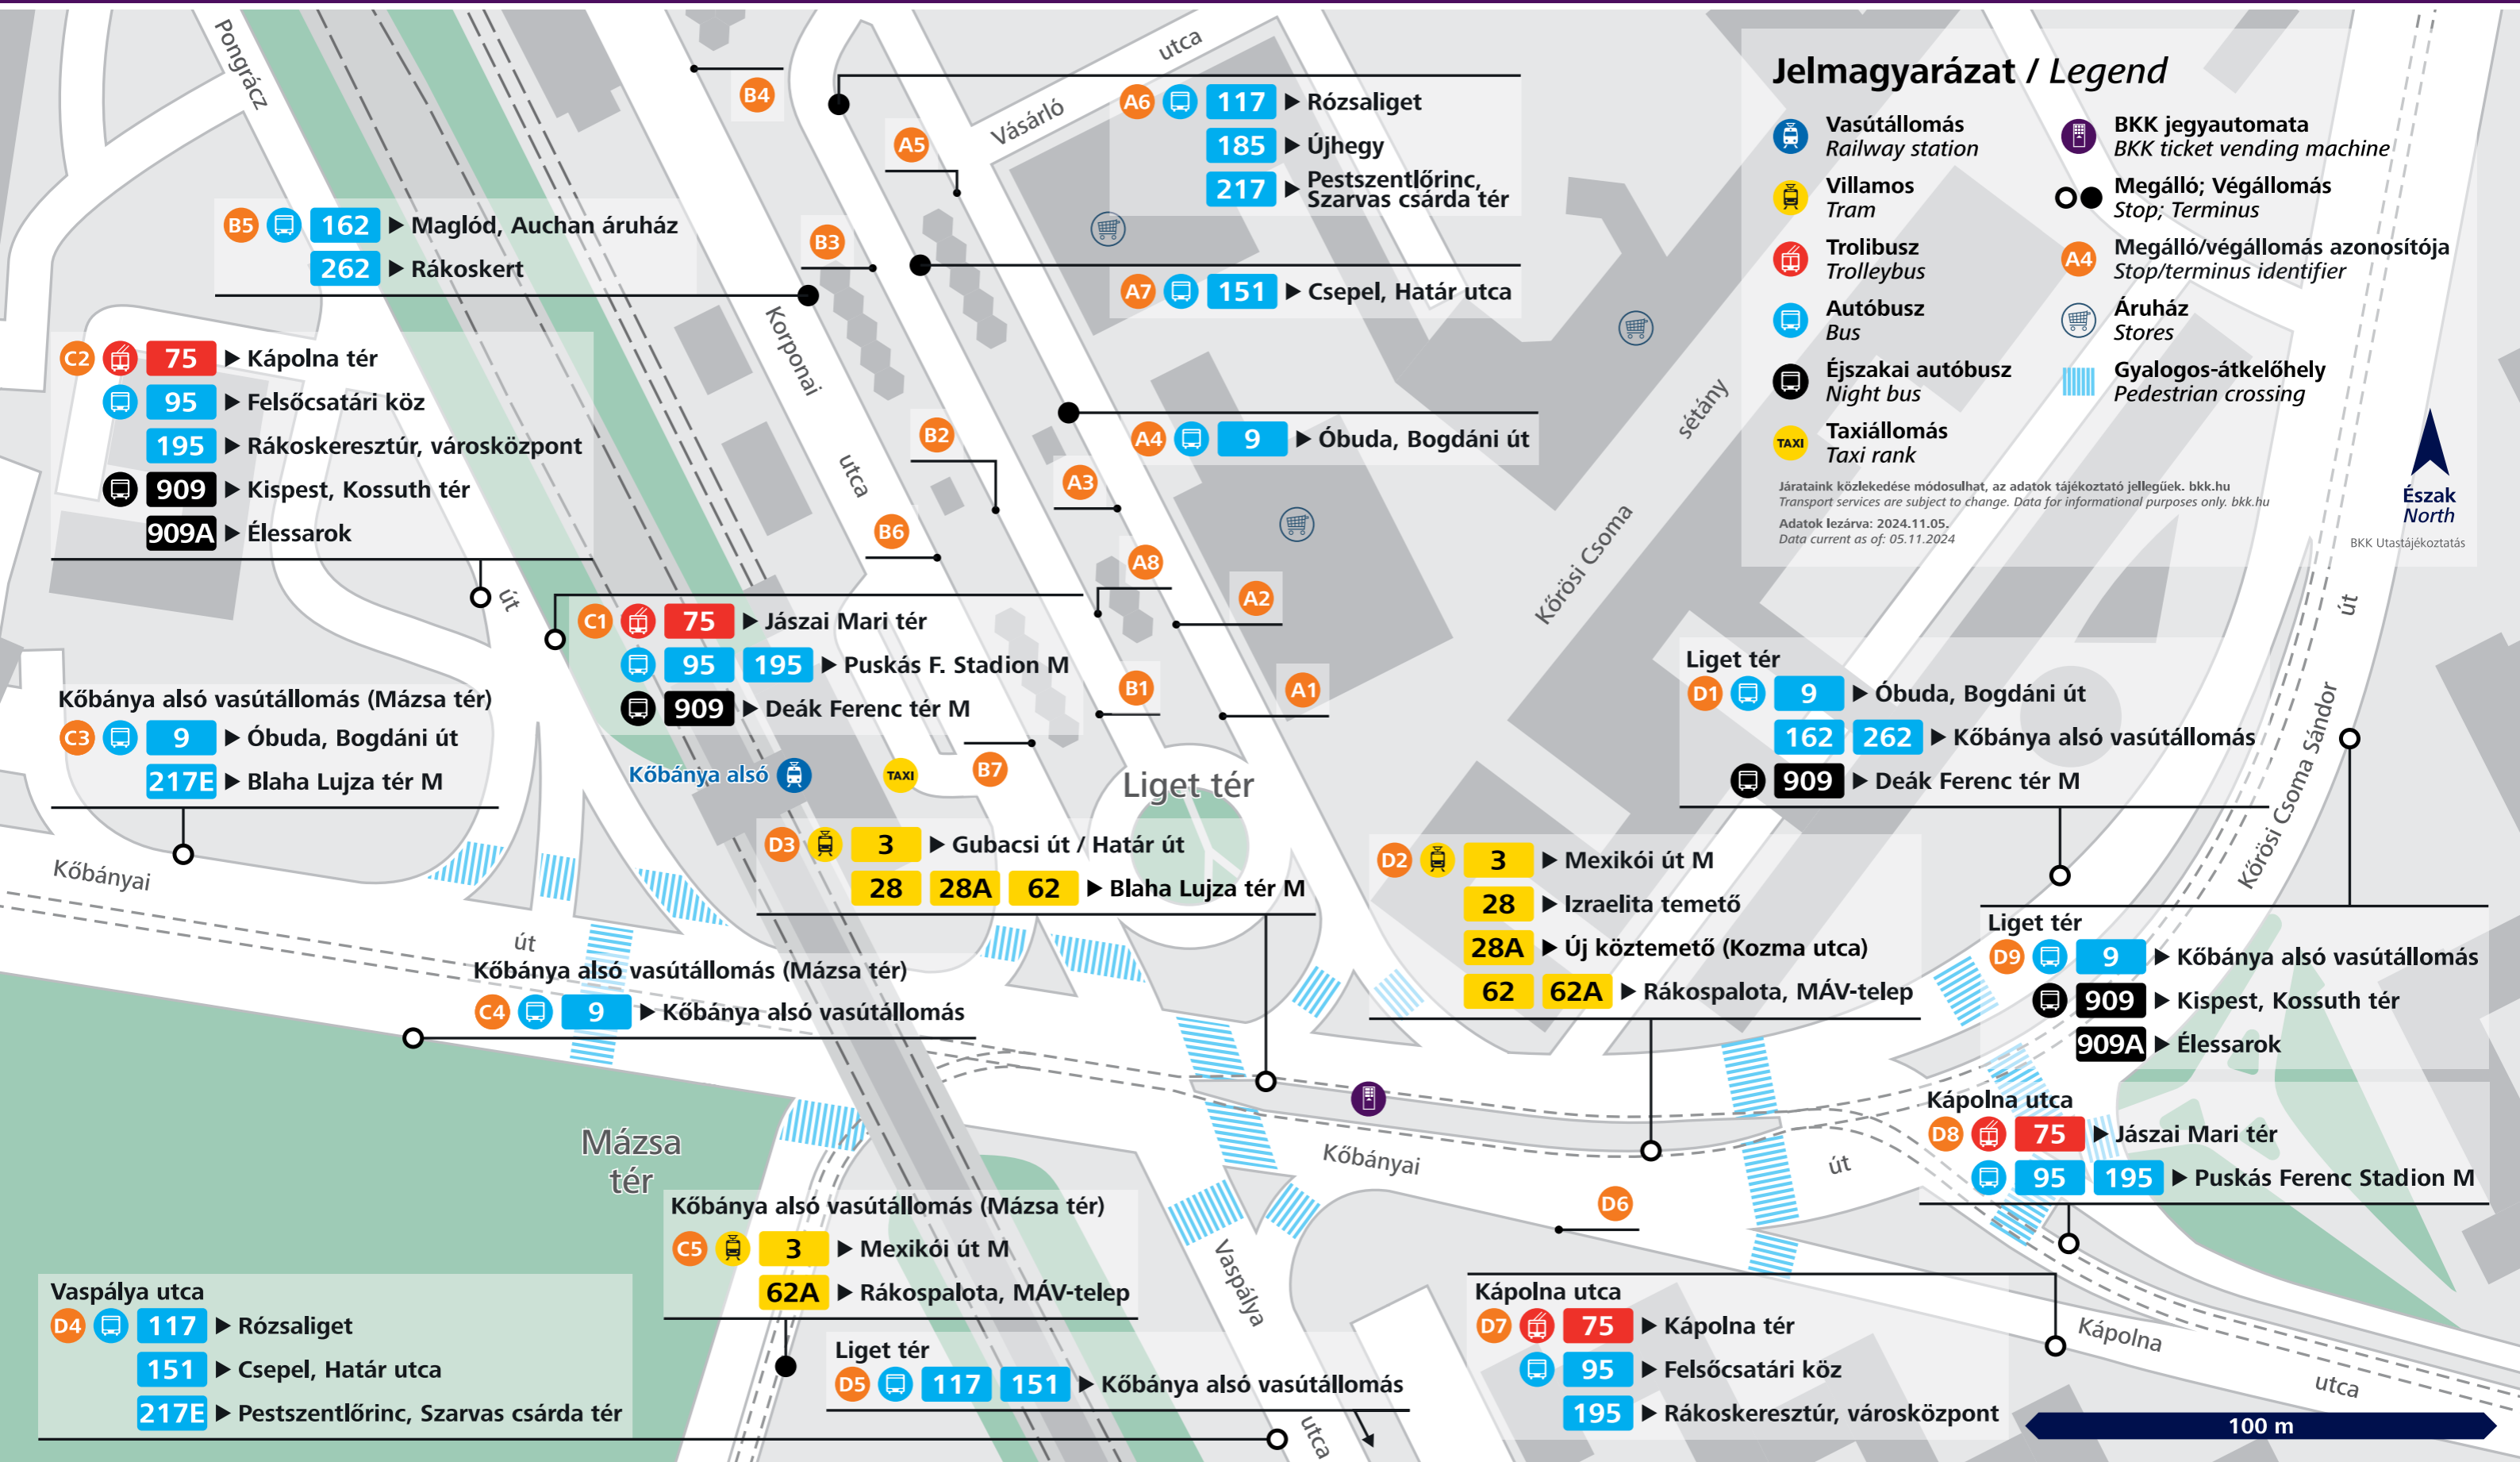 Pongrácz
út
B4
Vásárló
utca
A6 117 Rózsaliget
185 Újhegy
217 Pestszentlőrinc,
Szarvas csárda tér
A5
B5 162 Maglód, Auchan áruház
262 Rákoskert
B3
A7 151 Csepel, Határ utca
Korponai
utca
C2 75 Kápolna tér
95 Felsőcsatári köz
195 Rákoskeresztúr, városközpont
909 Kispest, Kossuth tér
909A Élessarok
B2
A4 9 Óbuda, Bogdáni út
A3
B6
A8
A2
C1 75 Jászai Mari tér
95 195 Puskás F. Stadion M
909 Deák Ferenc tér M
B1
A1
B7
Kőbánya alsó
TAXI
Liget tér
Kőrösi Csoma
sétány
Jelmagyarázat / Legend
Vasútállomás
Railway station
Villamos
Tram
Trolibusz
Trolleybus
Autóbusz
Bus
Éjszakai autóbusz
Night bus
TAXI
Taxiállomás
Taxi rank
BKK jegyautomata
BKK ticket vending machine
Megálló; Végállomás
Stop; Terminus
A4
Megálló/végállomás azonosítója
Stop/terminus identifier
Áruház
Stores
Gyalogos-átkelőhely
Pedestrian crossing
Járataink közlekedése módosulhat, az adatok tájékoztató jellegűek. bkk.hu
Transport services are subject to change. Data for informational purposes only. bkk.hu
Adatok lezárva: 2024.11.05.
Data current as of: 05.11.2024
Észak
North
BKK Utastájékoztatás
Kőbánya alsó vasútállomás (Mázsa tér)
C3 9 Óbuda, Bogdáni út
217E Blaha Lujza tér M
Kőbányai
út
D3 3 Gubacsi út / Határ út
28 28A 62 Blaha Lujza tér M
D2 3 Mexikói út M
28 Izraelita temető
28A Új köztemető (Kozma utca)
62 62A Rákospalota, MÁV-telep
Liget tér
D1 9 Óbuda, Bogdáni út
162 262 Kőbánya alsó vasútállomás
909 Deák Ferenc tér M
Kőrösi Csoma Sándor
út
Liget tér
D9 9 Kőbánya alsó vasútállomás
909 Kispest, Kossuth tér
909A Élessarok
Kőbánya alsó vasútállomás (Mázsa tér)
C4 9 Kőbánya alsó vasútállomás
Mázsa
tér
Kőbányai
út
Kápolna utca
D8 75 Jászai Mari tér
95 195 Puskás Ferenc Stadion M
Kőbánya alsó vasútállomás (Mázsa tér)
C5 3 Mexikói út M
62A Rákospalota, MÁV-telep
D6
Vaspálya
utca
Vaspálya utca
D4 117 Rózsaliget
151 Csepel, Határ utca
217E Pestszentlőrinc, Szarvas csárda tér
Liget tér
D5 117 151 Kőbánya alsó vasútállomás
Kápolna utca
D7 75 Kápolna tér
95 Felsőcsatári köz
195 Rákoskeresztúr, városközpont
Kápolna
utca
100 m